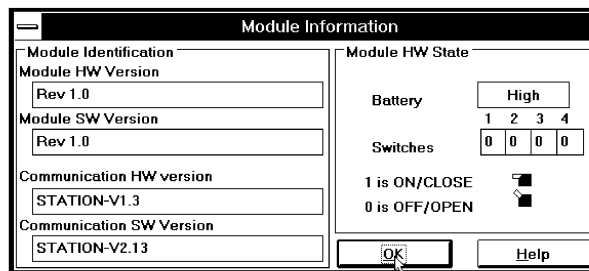 Module Information
Module Identification
Module HW Version
Rev 1.0
Module SW Version
Rev 1.0
Communication HW version
STATION-V1.3
Communication SW Version
STATION-V2.13
Module HW State
Battery High
1 2 3 4
Switches 0 0 0 0
1 is ON/CLOSE
0 is OFF/OPEN
OK Help